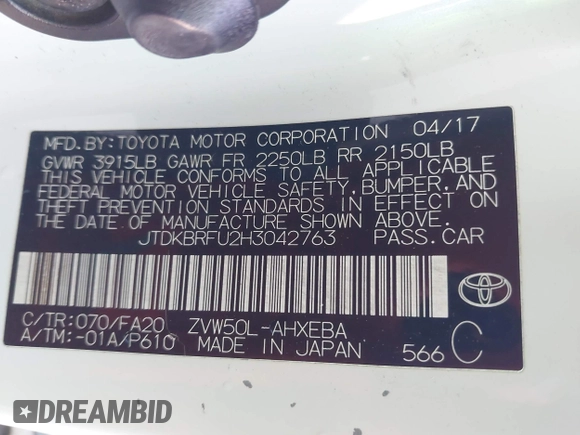 MFD.BY:TOYOTA MOTOR CORPORATION 04/17
GVWR 3915LB GAWR FR 2250LB RR 2150LB
THIS VEHICLE CONFORMS TO ALL APPLICABLE
FEDERAL MOTOR VEHICLE SAFETY, BUMPER, AND
THEFT PREVENTION STANDARDS IN EFFECT ON
THE DATE OF MANUFACTURE SHOWN ABOVE.
JTDKBRFU2H3042763 PASS.CAR
C/TR:070/FA20 ZVW50L-AHXEBA
A/TM:-01A/P610 MADE IN JAPAN 566 C
DREAMBID